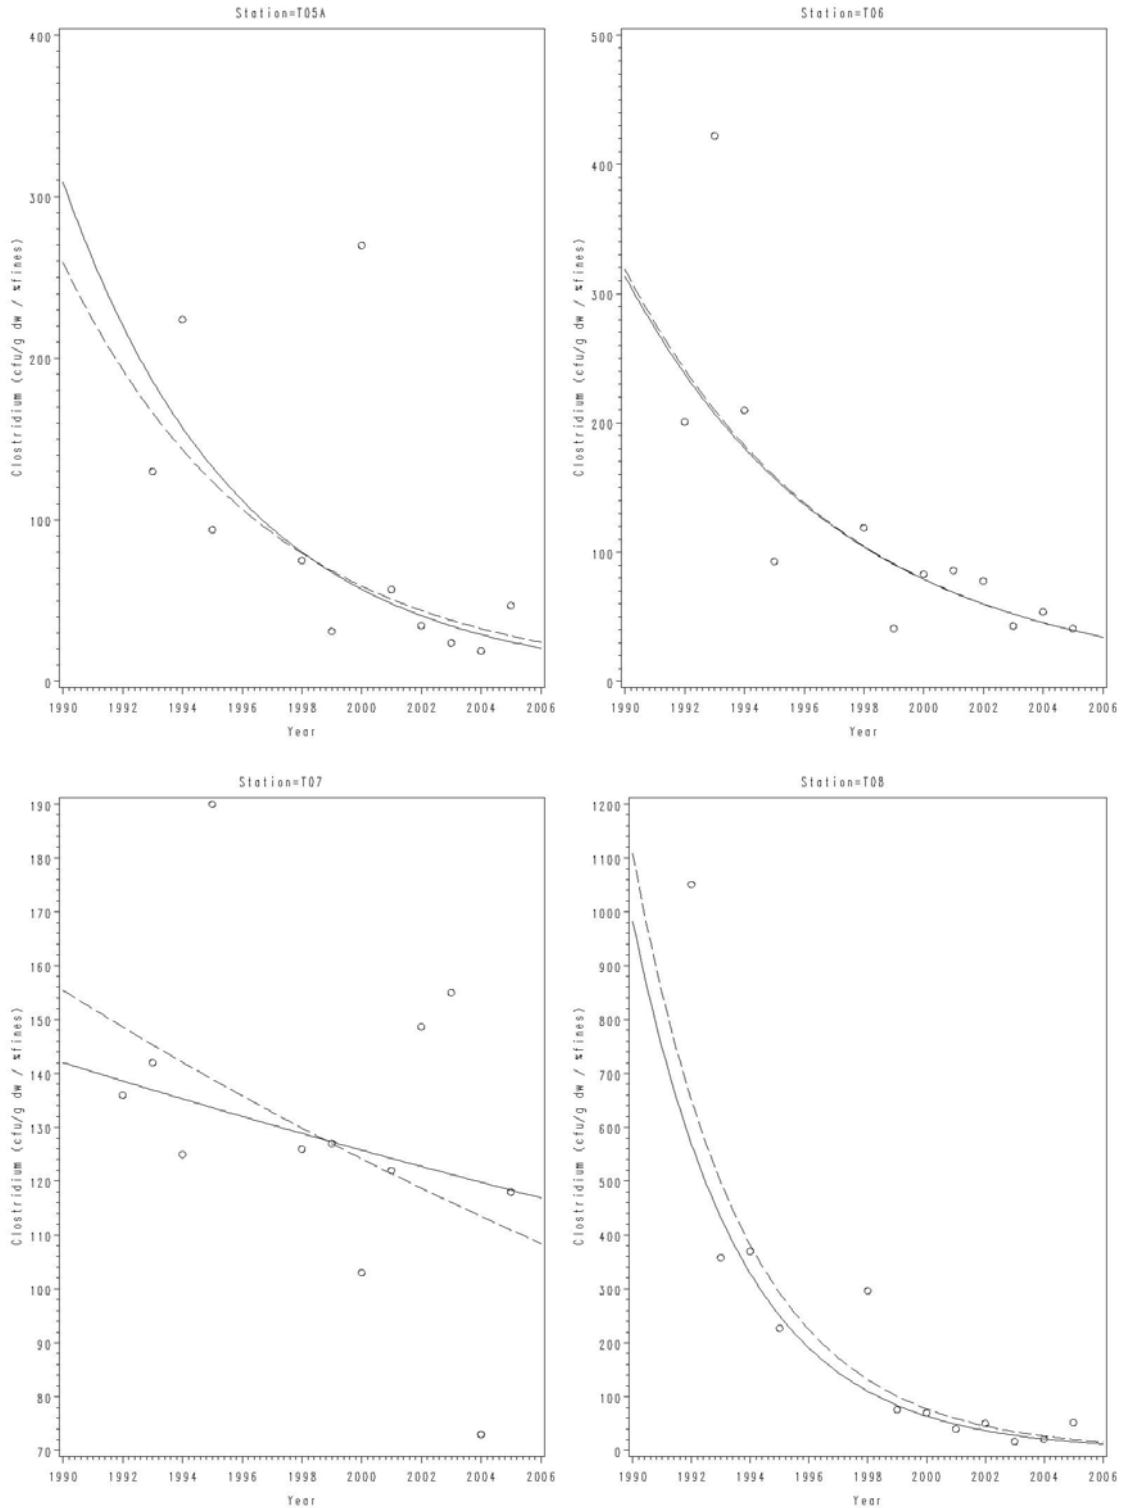 Station=T05A
Clostridium (cfu/g dw / %fines)
400
300
200
100
0
1990 1992 1994 1996 1998 2000 2002 2004 2006
Year
Station=T06
Clostridium (cfu/g dw / %fines)
500
400
300
200
100
0
1990 1992 1994 1996 1998 2000 2002 2004 2006
Year
Station=T07
Clostridium (cfu/g dw / %fines)
190
180
170
160
150
140
130
120
110
100
90
80
70
1990 1992 1994 1996 1998 2000 2002 2004 2006
Year
Station=T08
Clostridium (cfu/g dw / %fines)
1200
1100
1000
900
800
700
600
500
400
300
200
100
0
1990 1992 1994 1996 1998 2000 2002 2004 2006
Year